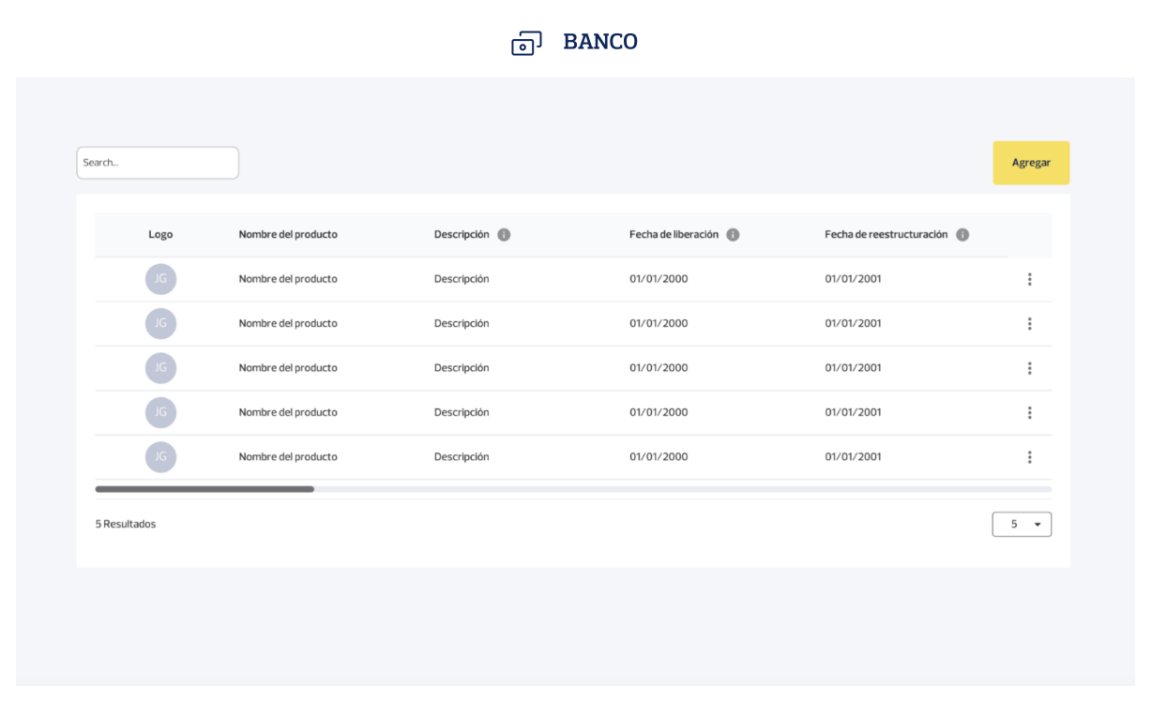 BANCO
Search..
Agregar
Logo Nombre del producto Descripción Fecha de liberación Fecha de reestructuración
JG Nombre del producto Descripción 01/01/2000 01/01/2001
JG Nombre del producto Descripción 01/01/2000 01/01/2001
JG Nombre del producto Descripción 01/01/2000 01/01/2001
JG Nombre del producto Descripción 01/01/2000 01/01/2001
JG Nombre del producto Descripción 01/01/2000 01/01/2001
5 Resultados 5